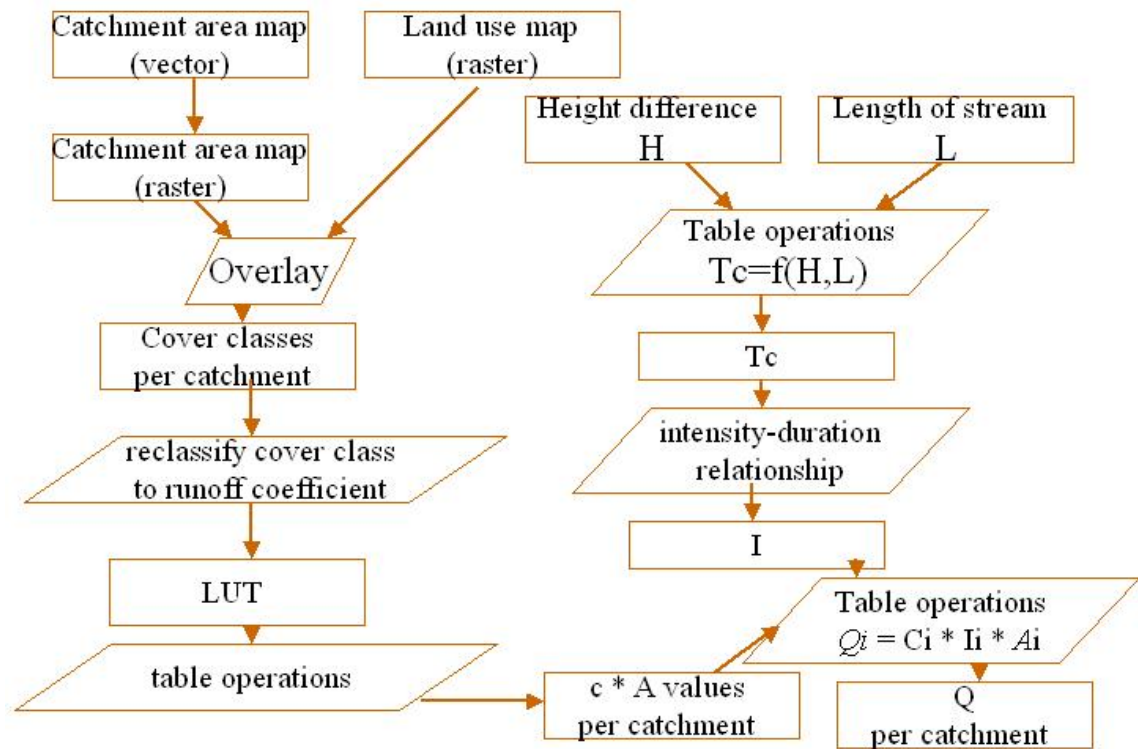 Catchment area map
(vector)
Land use map
(raster)
Catchment area map
(raster)
Height difference
H
Length of stream
L
Overlay
Table operations
Tc=f(H,L)
Cover classes
per catchment
Tc
reclassify cover class
to runoff coefficient
intensity-duration
relationship
I
LUT
Table operations
Qi = Ci * Ii * Ai
table operations
c * A values
per catchment
Q
per catchment